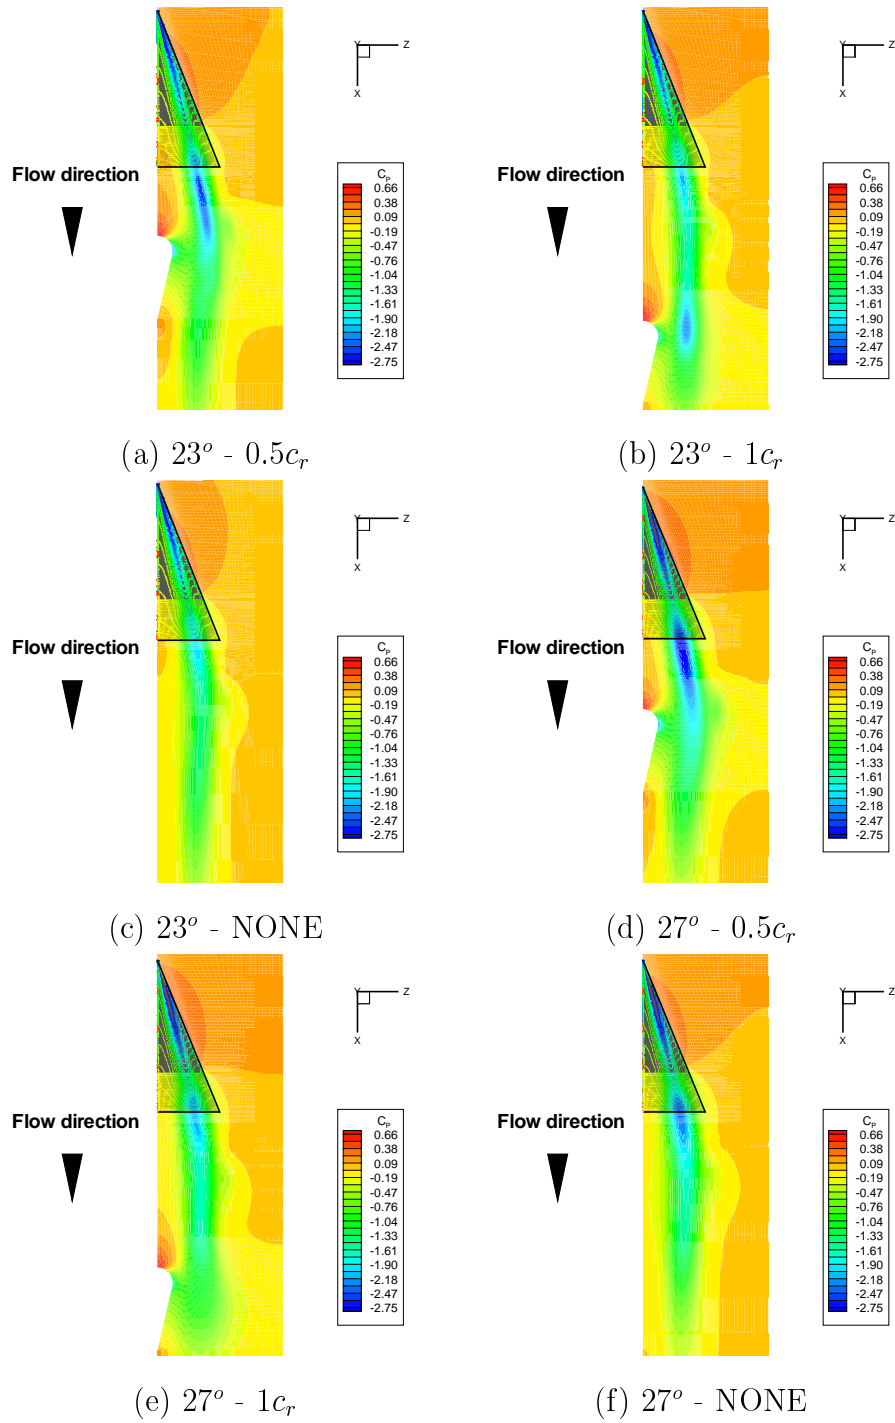 Y Z
X
Flow direction
C_P
0.66
0.38
0.09
-0.19
-0.47
-0.76
-1.04
-1.33
-1.61
-1.90
-2.18
-2.47
-2.75
(a) 23° - 0.5c_r
Y Z
X
Flow direction
C_P
0.66
0.38
0.09
-0.19
-0.47
-0.76
-1.04
-1.33
-1.61
-1.90
-2.18
-2.47
-2.75
(b) 23° - 1c_r
Y Z
X
Flow direction
C_P
0.66
0.38
0.09
-0.19
-0.47
-0.76
-1.04
-1.33
-1.61
-1.90
-2.18
-2.47
-2.75
(c) 23° - NONE
Y Z
X
Flow direction
C_P
0.66
0.38
0.09
-0.19
-0.47
-0.76
-1.04
-1.33
-1.61
-1.90
-2.18
-2.47
-2.75
(d) 27° - 0.5c_r
Y Z
X
Flow direction
C_P
0.66
0.38
0.09
-0.19
-0.47
-0.76
-1.04
-1.33
-1.61
-1.90
-2.18
-2.47
-2.75
(e) 27° - 1c_r
Y Z
X
Flow direction
C_P
0.66
0.38
0.09
-0.19
-0.47
-0.76
-1.04
-1.33
-1.61
-1.90
-2.18
-2.47
-2.75
(f) 27° - NONE